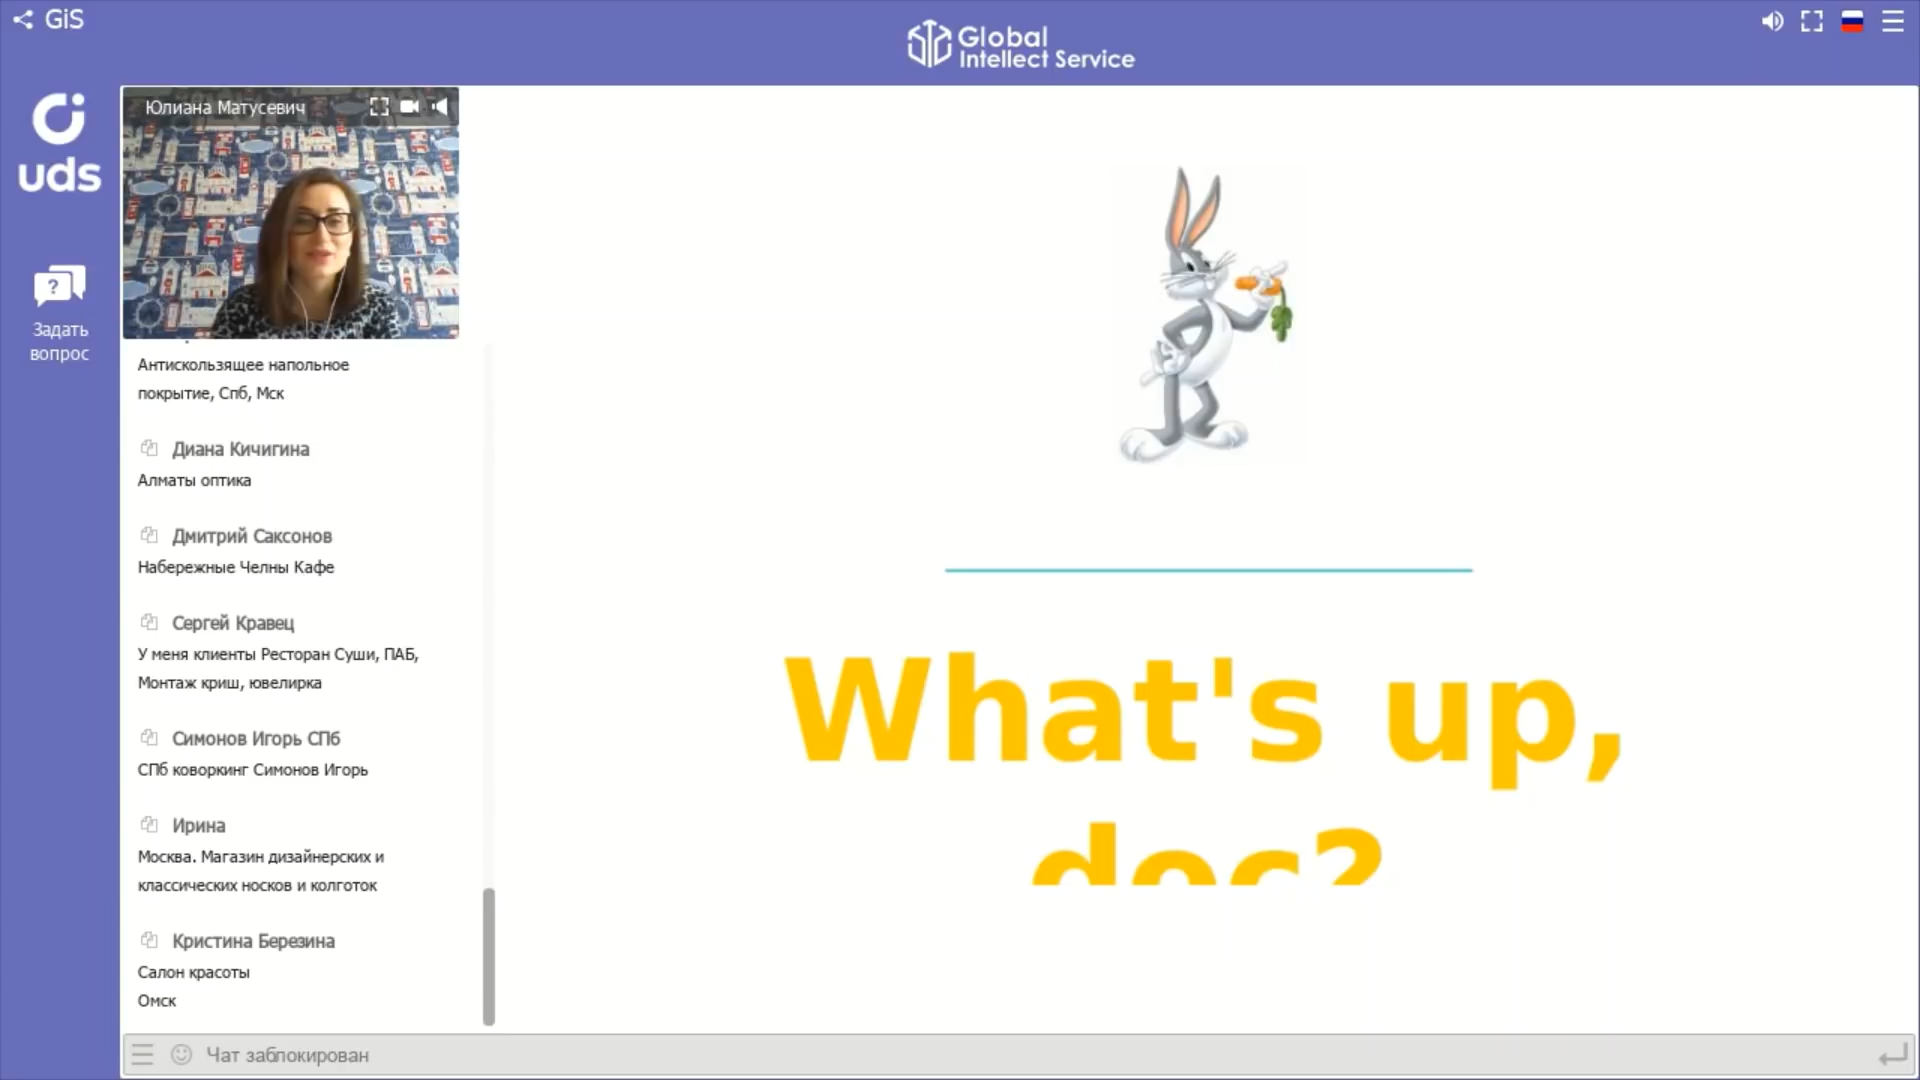 GiS
Global
Intellect Service
uds
Задать
вопрос
Юлиана Матусевич
Антискользящее напольное
покрытие, Спб, Мск
Диана Кичигина
Алматы оптика
Дмитрий Саксонов
Набережные Челны Кафе
Сергей Кравец
У меня клиенты Ресторан Суши, ПАБ,
Монтаж криш, ювелирка
Симонов Игорь СПб
СПб коворкинг Симонов Игорь
Ирина
Москва. Магазин дизайнерских и
классических носков и колготок
Кристина Березина
Салон красоты
Омск
Чат заблокирован
What's up,
doc?